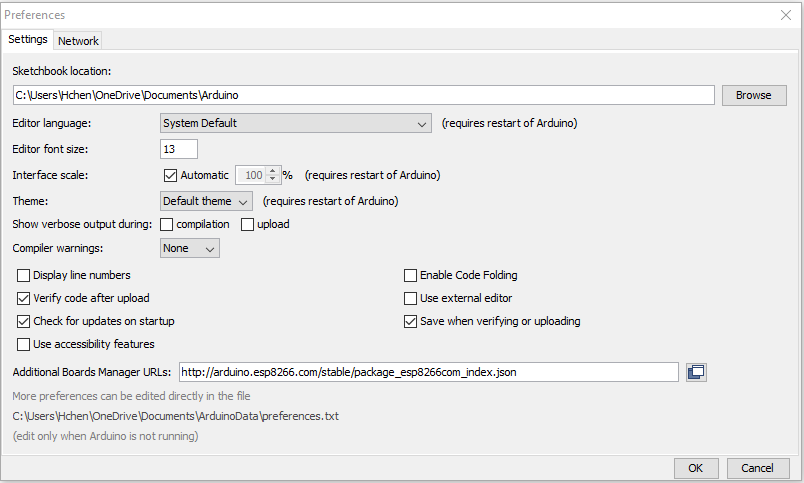 Preferences
Settings Network
Sketchbook location:
C:\Users\Hchen\OneDrive\Documents\Arduino Browse
Editor language: System Default (requires restart of Arduino)
Editor font size: 13
Interface scale: Automatic 100 % (requires restart of Arduino)
Theme: Default theme (requires restart of Arduino)
Show verbose output during: compilation upload
Compiler warnings: None
Display line numbers Enable Code Folding
Verify code after upload Use external editor
Check for updates on startup Save when verifying or uploading
Use accessibility features
Additional Boards Manager URLs: http://arduino.esp8266.com/stable/package_esp8266com_index.json
More preferences can be edited directly in the file
C:\Users\Hchen\OneDrive\Documents\ArduinoData\preferences.txt
(edit only when Arduino is not running)
OK Cancel